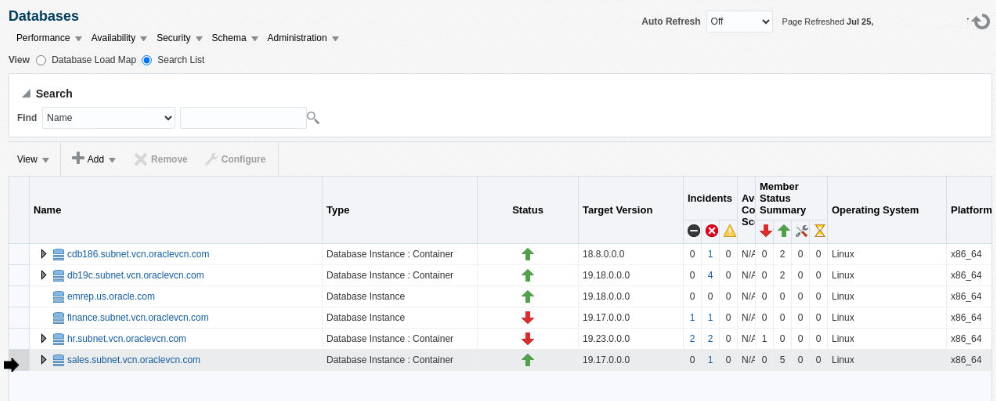 Databases
Auto Refresh Off Page Refreshed Jul 25,
Performance Availability Security Schema Administration
View Database Load Map Search List
Search
Find Name
View Add Remove Configure
Name Type Status Target Version Incidents Member Status Summary Operating System Platform
cdb186.subnet.vcn.oraclevcn.com Database Instance : Container 18.8.0.0.0 0 1 0 N/A 0 2 0 0 Linux x86_64
db19c.subnet.vcn.oraclevcn.com Database Instance : Container 19.18.0.0.0 0 4 0 N/A 0 2 0 0 Linux x86_64
emrep.us.oracle.com Database Instance 19.18.0.0.0 0 0 0 N/A 0 0 0 0 Linux x86_64
finance.subnet.vcn.oraclevcn.com Database Instance 19.17.0.0.0 1 1 0 N/A 0 0 0 0 Linux x86_64
hr.subnet.vcn.oraclevcn.com Database Instance : Container 19.23.0.0.0 2 2 0 N/A 1 0 0 0 Linux x86_64
sales.subnet.vcn.oraclevcn.com Database Instance : Container 19.17.0.0.0 0 1 0 N/A 0 5 0 0 Linux x86_64